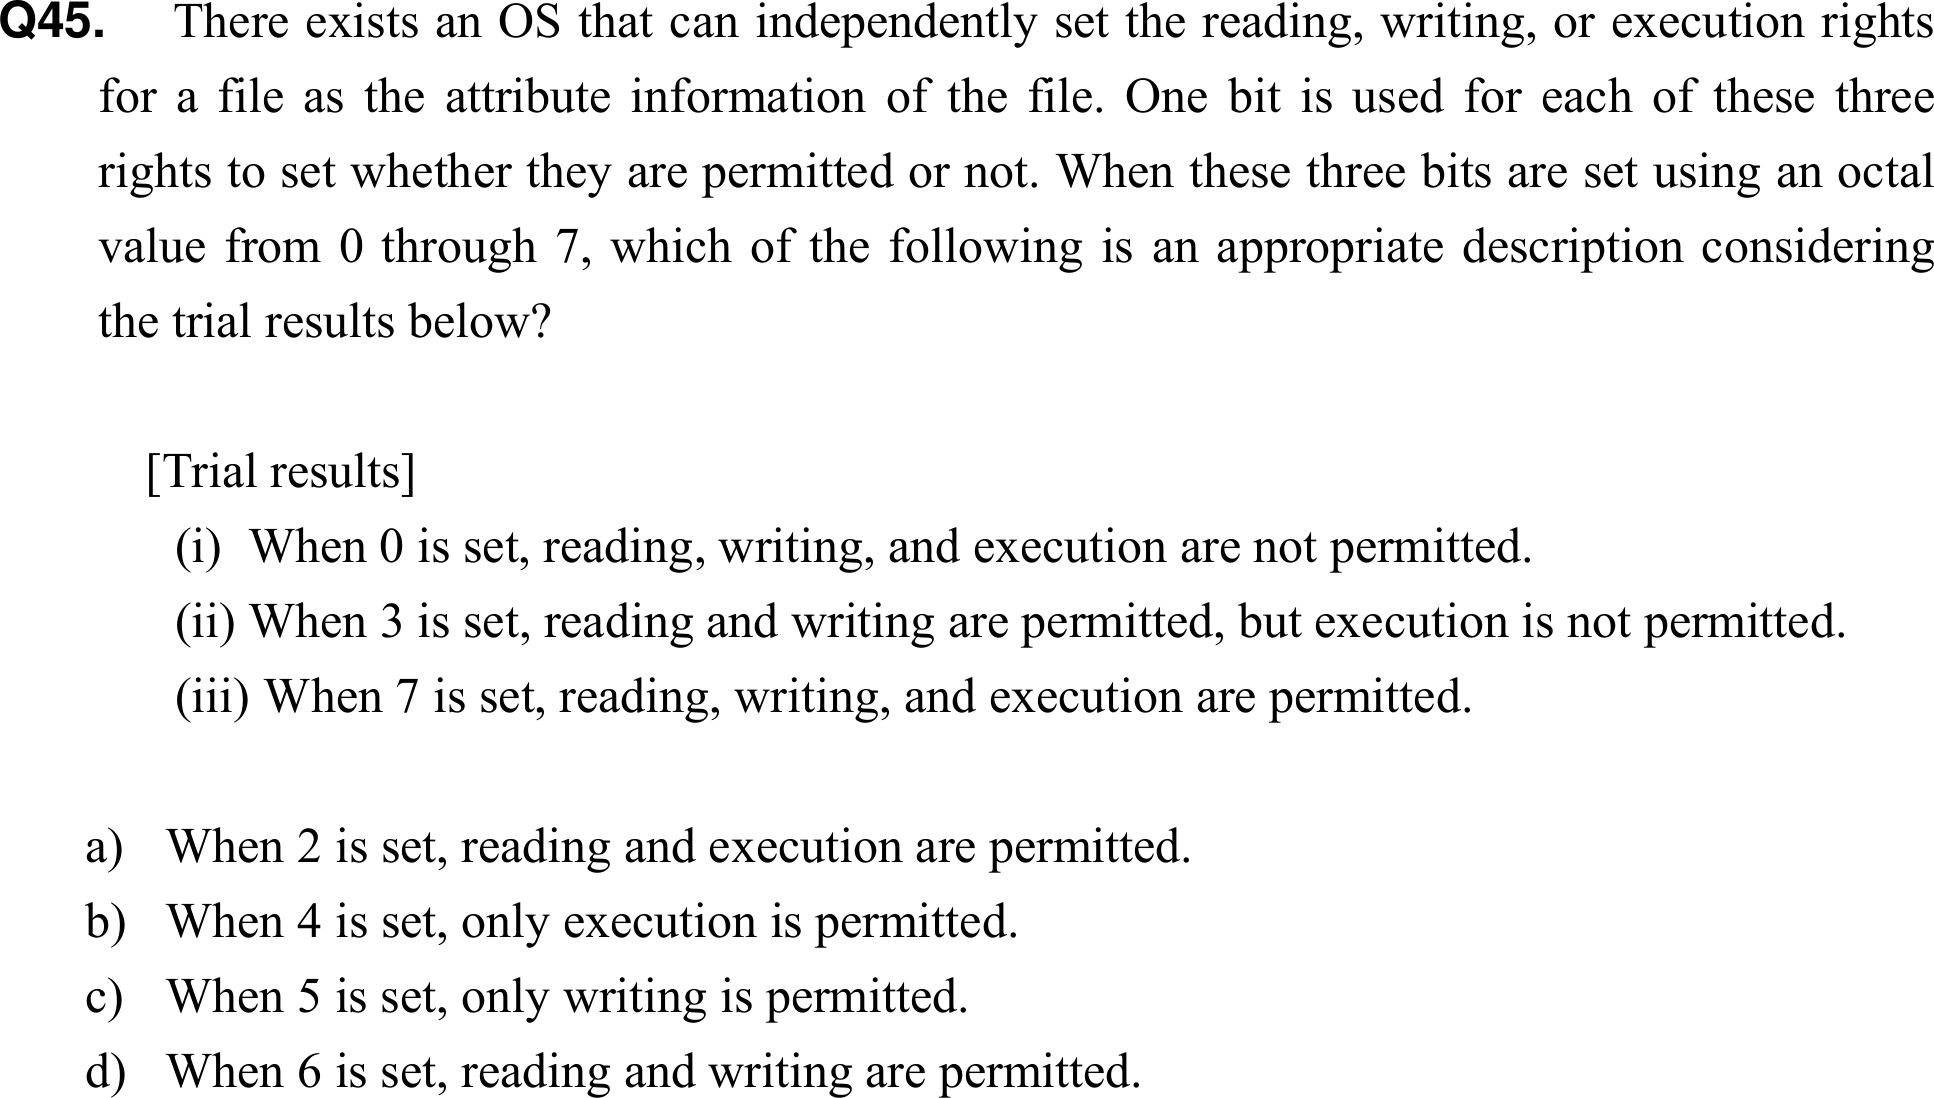 Q45. There exists an OS that can independently set the reading, writing, or execution rights
for a file as the attribute information of the file. One bit is used for each of these three
rights to set whether they are permitted or not. When these three bits are set using an octal
value from 0 through 7, which of the following is an appropriate description considering
the trial results below?
[Trial results]
(i) When 0 is set, reading, writing, and execution are not permitted.
(ii) When 3 is set, reading and writing are permitted, but execution is not permitted.
(iii) When 7 is set, reading, writing, and execution are permitted.
a) When 2 is set, reading and execution are permitted.
b) When 4 is set, only execution is permitted.
c) When 5 is set, only writing is permitted.
d) When 6 is set, reading and writing are permitted.